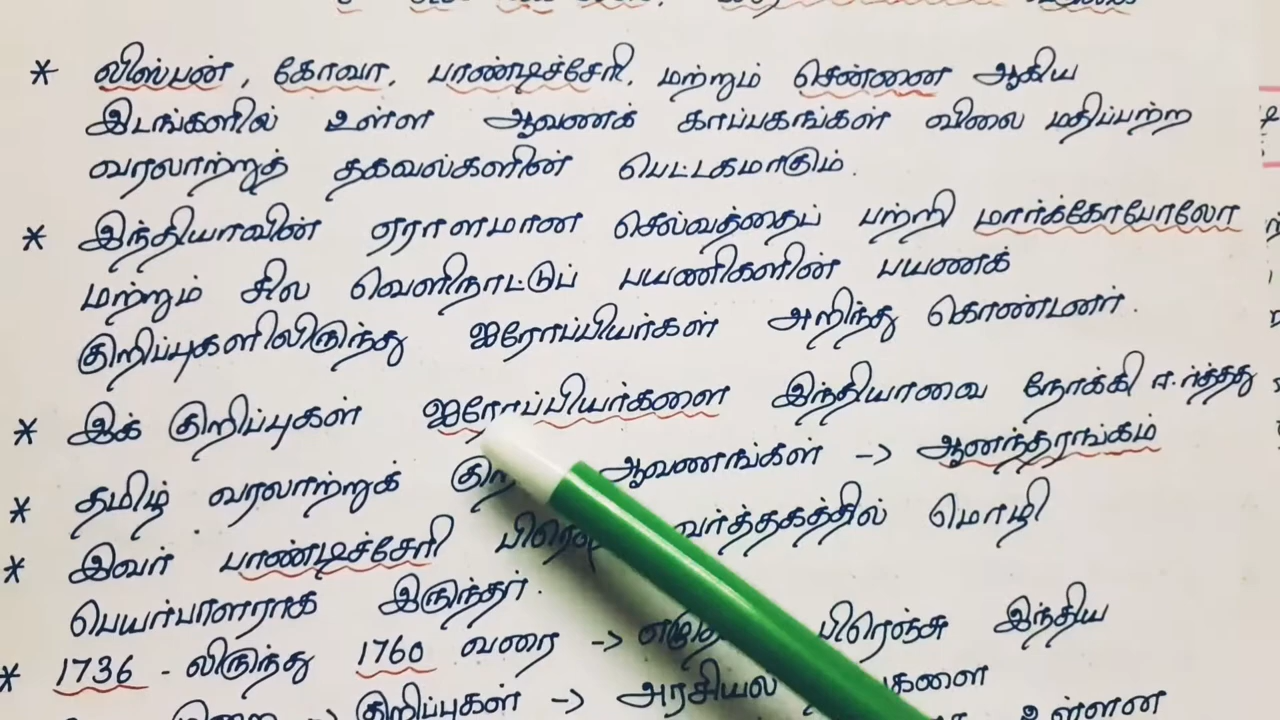 * லிஸ்பன், கோவா, பாண்டிச்சேரி, மற்றும் சென்னை ஆகிய
இடங்களில் உள்ள ஆவணக் காப்பகங்கள் விலை மதிப்பற்ற
வரலாற்றுத் தகவல்களின் பெட்டகமாகும்.
* இந்தியாவின் ஏராளமான செல்வத்தைப் பற்றி மார்க்கோபோலோ
மற்றும் சில வெளிநாட்டுப் பயணிகளின் பயணக்
குறிப்புகளிலிருந்து ஐரோப்பியர்கள் அறிந்து கொண்டனர்.
* இக் குறிப்புகள் ஐரோப்பியர்களை இந்தியாவை நோக்கி ஈர்த்தது
* தமிழ் வரலாற்றுக் ஆவணங்கள் -> ஆனந்தரங்கம்
* இவர் பாண்டிச்சேரி வர்த்தகத்தில் மொழி
பெயர்பாளராக இருந்தர்.
* 1736 - லிருந்து 1760 வரை -> பிரெஞ்சு இந்திய
குறிப்புகள் -> அரசியல்